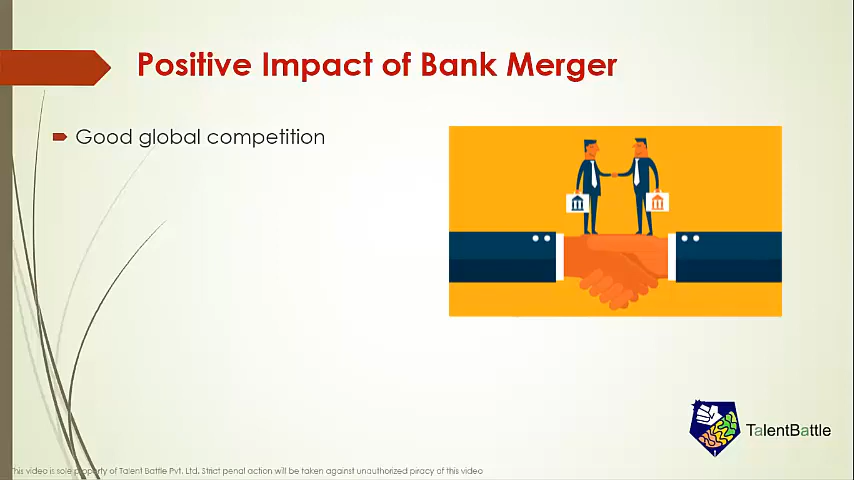 Positive Impact of Bank Merger
Good global competition
TalentBattle
This video is sole property of Talent Battle Pvt. Ltd. Strict penal action will be taken against unauthorized piracy of this video